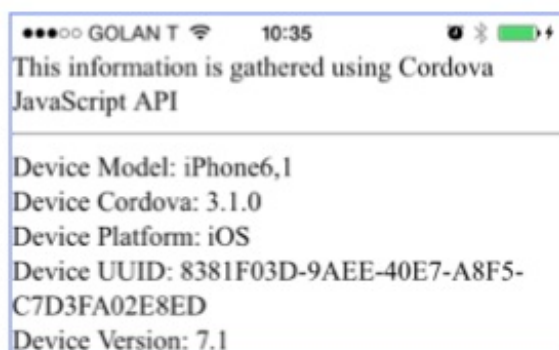 GOLAN T 10:35
This information is gathered using Cordova
JavaScript API
Device Model: iPhone6,1
Device Cordova: 3.1.0
Device Platform: iOS
Device UUID: 8381F03D-9AEE-40E7-A8F5-
C7D3FA02E8ED
Device Version: 7.1